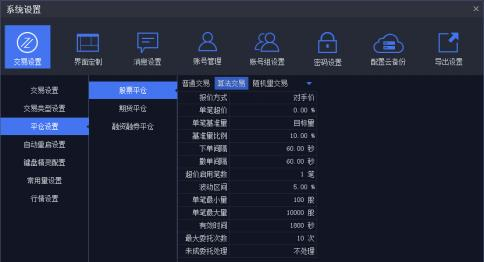 系统设置
交易设置 界面定制 消息设置 账号管理 账号组设置 密码设置 配置云备份 导出设置
交易设置
交易类型设置
平仓设置
自动重启设置
键盘精灵配置
常用量设置
行情设置
股票平仓
期货平仓
融资融券平仓
普通交易 算法交易 随机量交易
报价方式 对手价
单笔超价 0.00 %
单笔基准量 目标量
基准量比例 10.00 %
下单间隔 60.00 秒
撤单间隔 60.00 秒
超价启用笔数 1 笔
波动区间 5.00 %
单笔最小量 100 股
单笔最大量 10000 股
有效时间 1800 秒
最大委托次数 10 次
未成委托处理 不处理